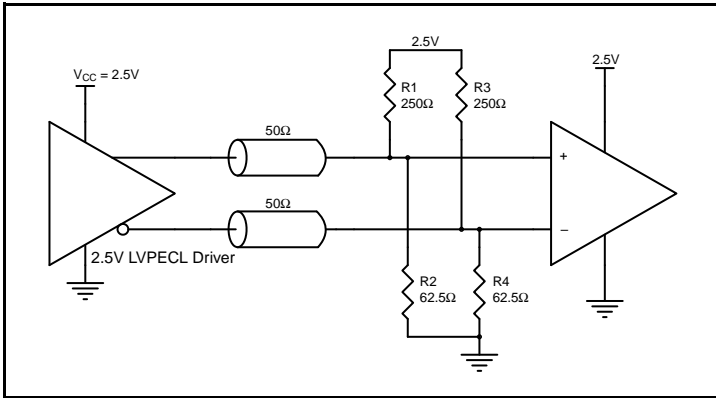 2.5V
V_CC = 2.5V
2.5V
R1
250Ω
R3
250Ω
50Ω
+
50Ω
−
2.5V LVPECL Driver
R2
62.5Ω
R4
62.5Ω